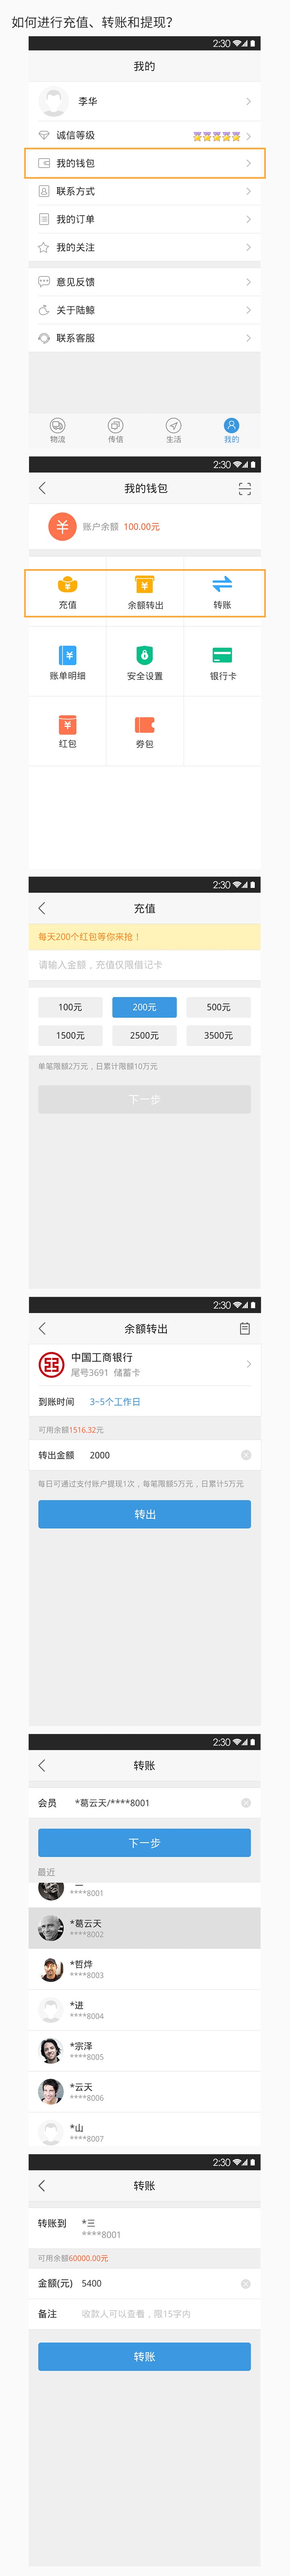 如何进行充值、转账和提现？
2:30
我的
李华
诚信等级
我的钱包
联系方式
我的订单
我的关注
意见反馈
关于陆鲸
联系客服
物流 传信 生活 我的
2:30
我的钱包
账户余额 100.00元
充值 余额转出 转账
账单明细 安全设置 银行卡
红包 券包
2:30
充值
每天200个红包等你来抢！
请输入金额，充值仅限借记卡
100元 200元 500元
1500元 2500元 3500元
单笔限额2万元，日累计限额10万元
下一步
2:30
余额转出
中国工商银行
尾号3691 储蓄卡
到账时间 3~5个工作日
可用余额1516.32元
转出金额 2000
每日可通过支付账户提现1次，每笔限额5万元，日累计5万元
转出
2:30
转账
会员 *葛云天/****8001
下一步
最近
****8001
*葛云天
****8002
*哲烨
****8003
*进
****8004
*宗泽
****8005
*云天
****8006
*山
****8007
2:30
转账
转账到 *三
****8001
可用余额60000.00元
金额(元) 5400
备注 收款人可以查看，限15字内
转账